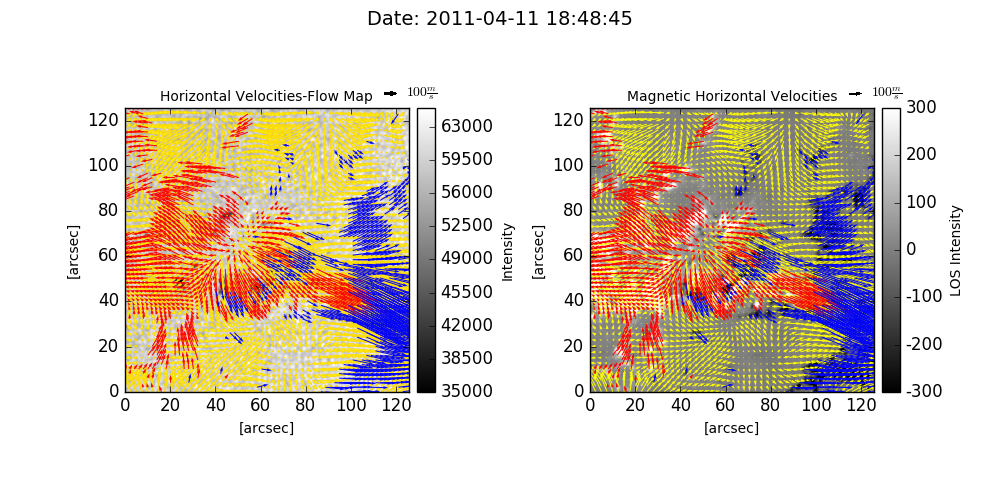 Date: 2011-04-11 18:48:45
Horizontal Velocities-Flow Map
100 m/s
[arcsec]
120
100
80
60
40
20
0
0 20 40 60 80 100 120
[arcsec]
63000
59500
56000
52500
49000
45500
42000
38500
35000
Intensity
Magnetic Horizontal Velocities
100 m/s
[arcsec]
120
100
80
60
40
20
0
0 20 40 60 80 100 120
[arcsec]
300
200
100
0
-100
-200
-300
LOS Intensity